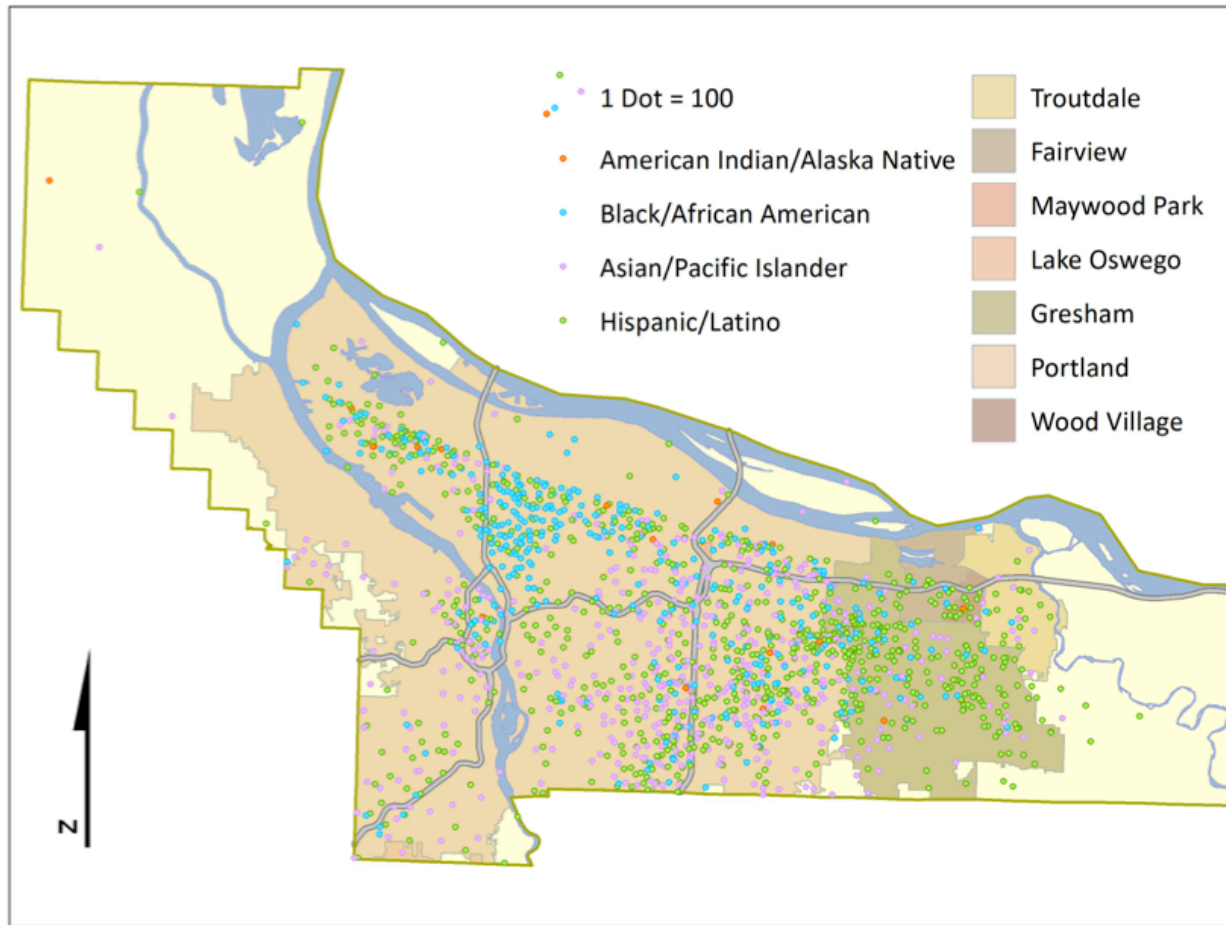 1 Dot = 100
American Indian/Alaska Native
Black/African American
Asian/Pacific Islander
Hispanic/Latino
Troutdale
Fairview
Maywood Park
Lake Oswego
Gresham
Portland
Wood Village
N